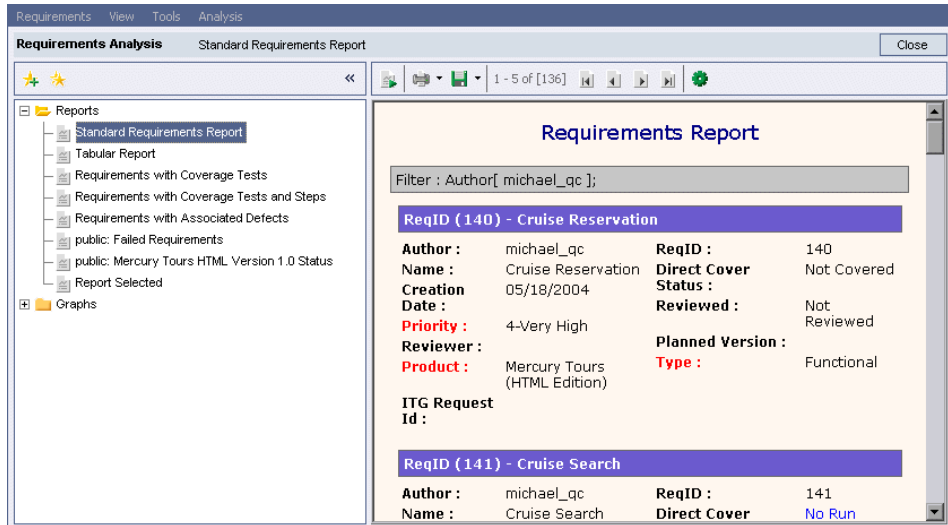 Requirements View Tools Analysis
Requirements Analysis Standard Requirements Report Close
«
1 - 5 of [136]
Reports
Standard Requirements Report
Tabular Report
Requirements with Coverage Tests
Requirements with Coverage Tests and Steps
Requirements with Associated Defects
public: Failed Requirements
public: Mercury Tours HTML Version 1.0 Status
Report Selected
Graphs
Requirements Report
Filter : Author[ michael_qc ];
ReqID (140) - Cruise Reservation
Author : michael_qc
Name : Cruise Reservation
Creation 05/18/2004
Date :
Priority : 4-Very High
Reviewer :
Product : Mercury Tours
(HTML Edition)
ITG Request
Id :
ReqID : 140
Direct Cover Not Covered
Status :
Reviewed : Not
Reviewed
Planned Version :
Type : Functional
ReqID (141) - Cruise Search
Author : michael_qc
Name : Cruise Search
ReqID : 141
Direct Cover No Run